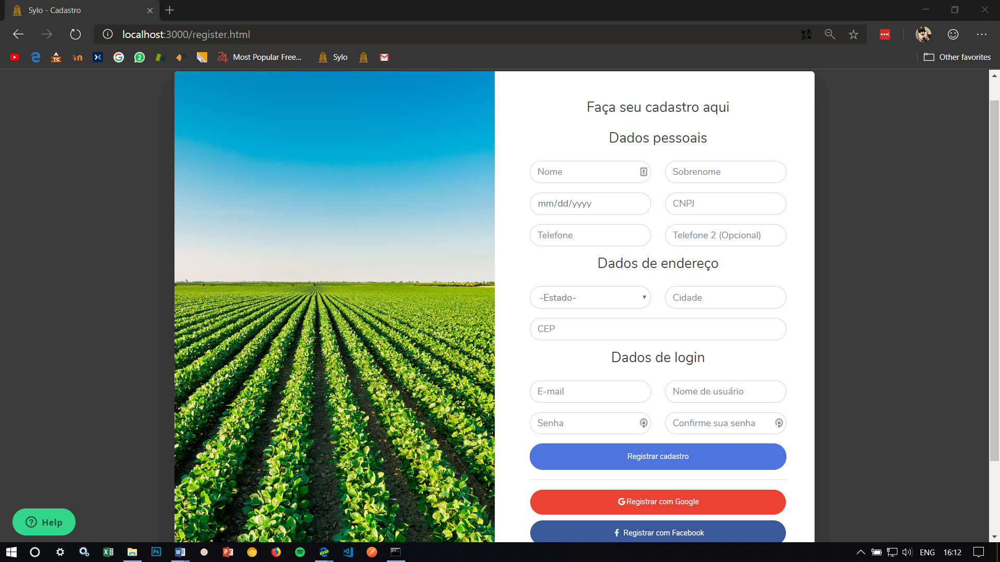 Sylo - Cadastro
localhost:3000/register.html
Most Popular Free...
Sylo
Other favorites
Faça seu cadastro aqui
Dados pessoais
Nome
Sobrenome
mm/dd/yyyy
CNPJ
Telefone
Telefone 2 (Opcional)
Dados de endereço
-Estado-
Cidade
CEP
Dados de login
E-mail
Nome de usuário
Senha
Confirme sua senha
Registrar cadastro
Registrar com Google
Registrar com Facebook
Help
ENG
16:12